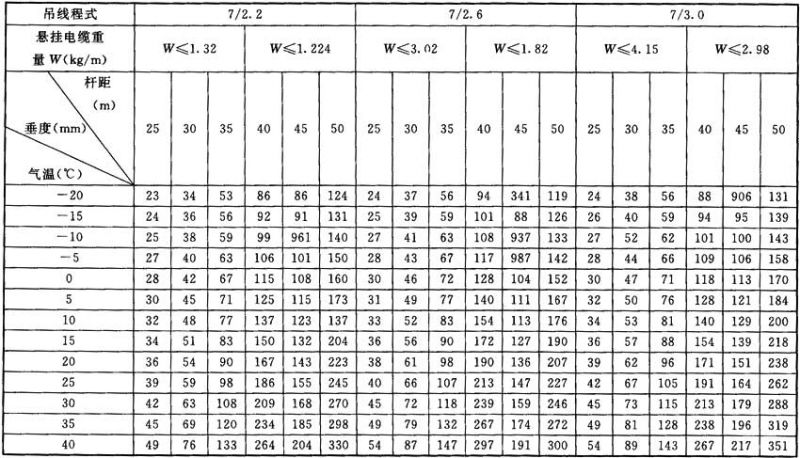 吊线程式 7/2.2 7/2.6 7/3.0
悬挂电缆重量W(kg/m) W≤1.32 W≤1.224 W≤3.02 W≤1.82 W≤4.15 W≤2.98
杆距(m)
垂度(mm)
气温(℃)
25 30 35 40 45 50 25 30 35 40 45 50 25 30 35 40 45 50
－20 23 34 53 86 86 124 24 37 56 94 341 119 24 38 56 88 906 131
－15 24 36 56 92 91 131 25 39 59 101 88 126 26 40 59 94 95 139
－10 25 38 59 99 961 140 27 41 63 108 937 133 27 52 62 101 100 143
－5 27 40 63 106 101 150 28 43 67 117 987 142 28 44 66 109 106 158
0 28 42 67 115 108 160 30 46 72 128 104 152 30 47 71 118 113 170
5 30 45 71 125 115 173 31 49 77 140 111 167 32 50 76 128 121 184
10 32 48 77 137 123 137 33 52 83 154 113 176 34 53 81 140 129 200
15 34 51 83 150 132 204 36 56 90 172 127 190 36 57 88 154 139 218
20 36 54 90 167 143 223 38 61 98 190 136 207 39 62 96 171 151 238
25 39 59 98 186 155 245 40 66 107 213 147 227 42 67 105 191 164 262
30 42 63 108 209 168 270 45 72 118 239 159 246 45 73 115 213 179 288
35 45 69 120 234 185 298 49 79 132 267 174 272 49 81 128 238 196 319
40 49 76 133 264 204 330 54 87 147 297 191 300 54 89 143 267 217 351